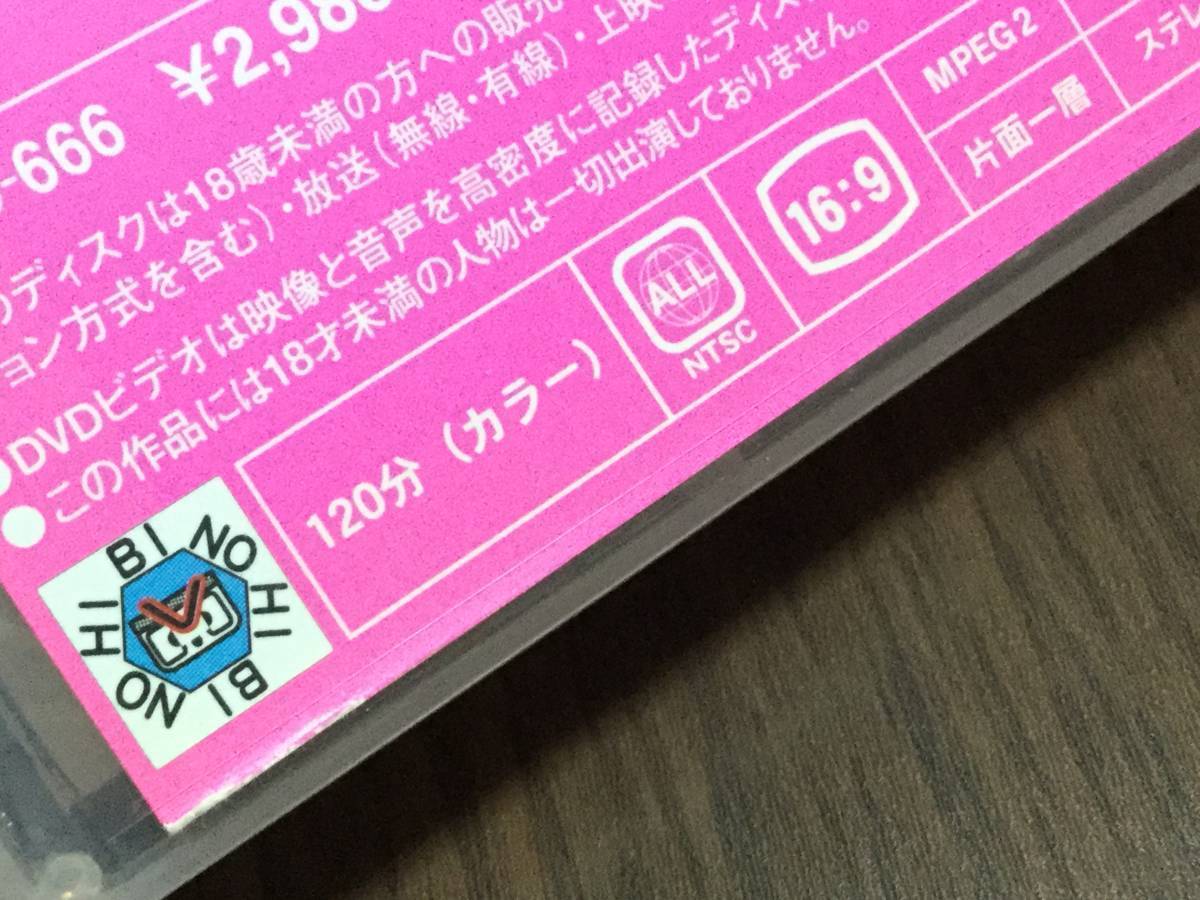 -666 ¥2,980
ディスクは18歳未満の方への販売
ョン方式を含む)・放送(無線・有線)・上映
●DVDビデオは映像と音声を高密度に記録したディス
●この作品には18才未満の人物は一切出演しておりません。
120分(カラー)
ALL
NTSC
16:9
MPEG2
片面一層
ステレ
BI NO HI BI NO HI